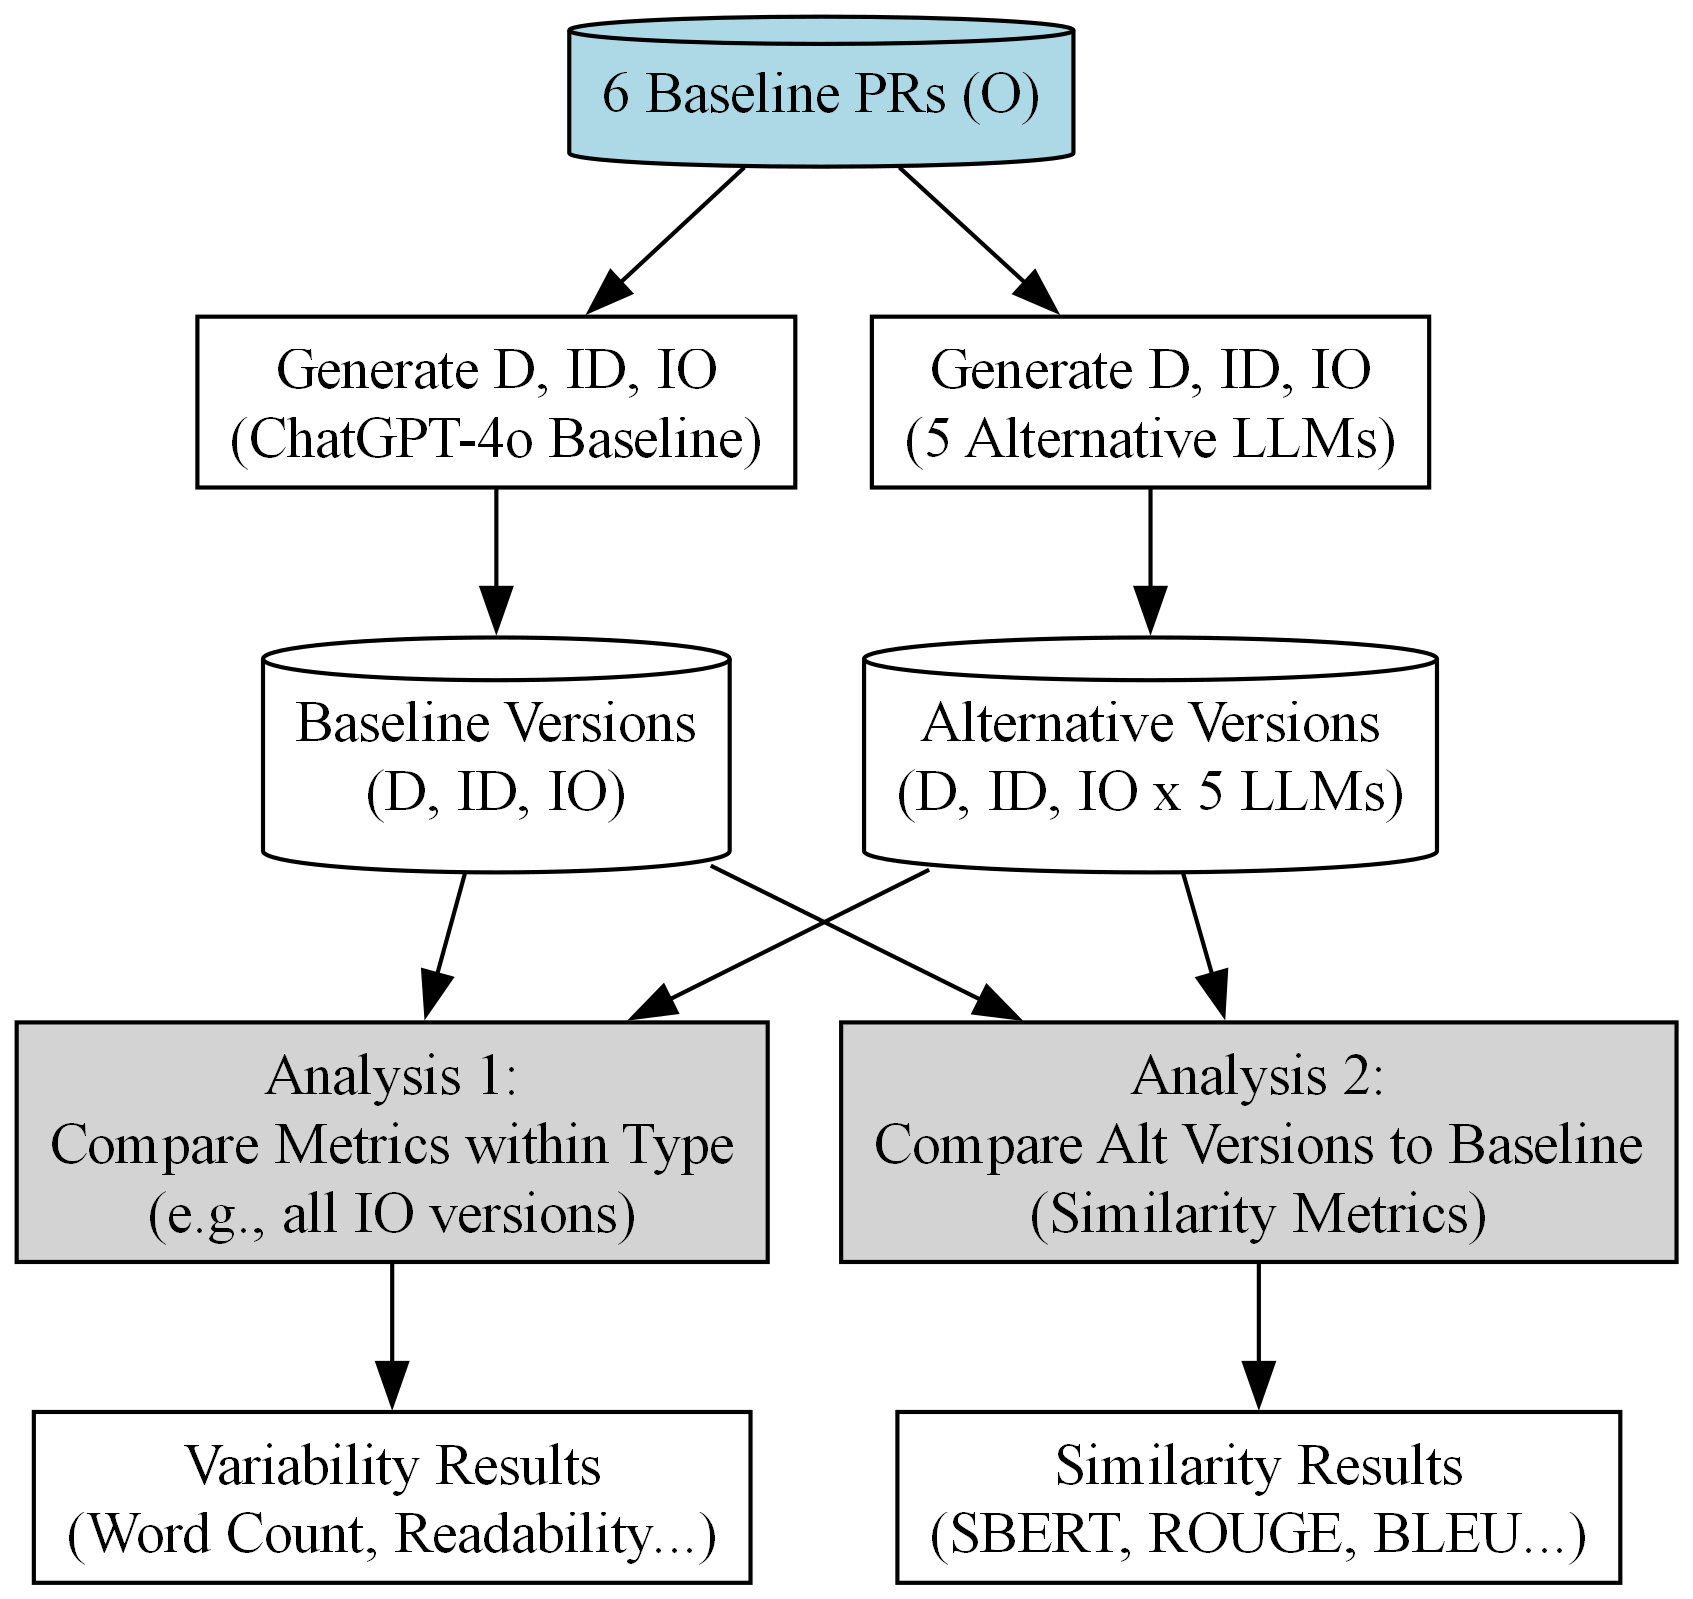 6 Baseline PRs (O)
Generate D, ID, IO
(ChatGPT-4o Baseline)
Generate D, ID, IO
(5 Alternative LLMs)
Baseline Versions
(D, ID, IO)
Alternative Versions
(D, ID, IO x 5 LLMs)
Analysis 1:
Compare Metrics within Type
(e.g., all IO versions)
Analysis 2:
Compare Alt Versions to Baseline
(Similarity Metrics)
Variability Results
(Word Count, Readability...)
Similarity Results
(SBERT, ROUGE, BLEU...)